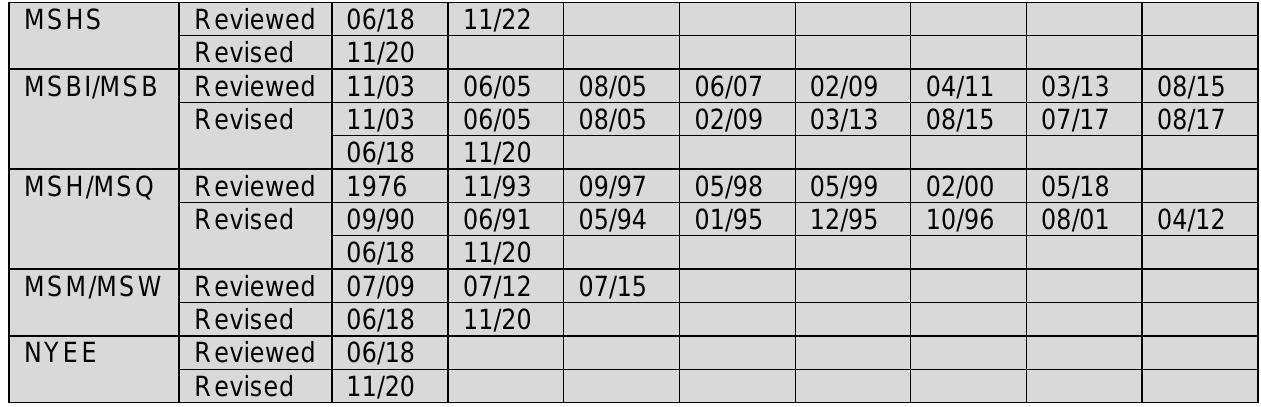 MSHS Reviewed 06/18 11/22
Revised 11/20
MSBI/MSB Reviewed 11/03 06/05 08/05 06/07 02/09 04/11 03/13 08/15
Revised 11/03 06/05 08/05 02/09 03/13 08/15 07/17 08/17
06/18 11/20
MSH/MSQ Reviewed 1976 11/93 09/97 05/98 05/99 02/00 05/18
Revised 09/90 06/91 05/94 01/95 12/95 10/96 08/01 04/12
06/18 11/20
MSM/MSW Reviewed 07/09 07/12 07/15
Revised 06/18 11/20
NYEE Reviewed 06/18
Revised 11/20